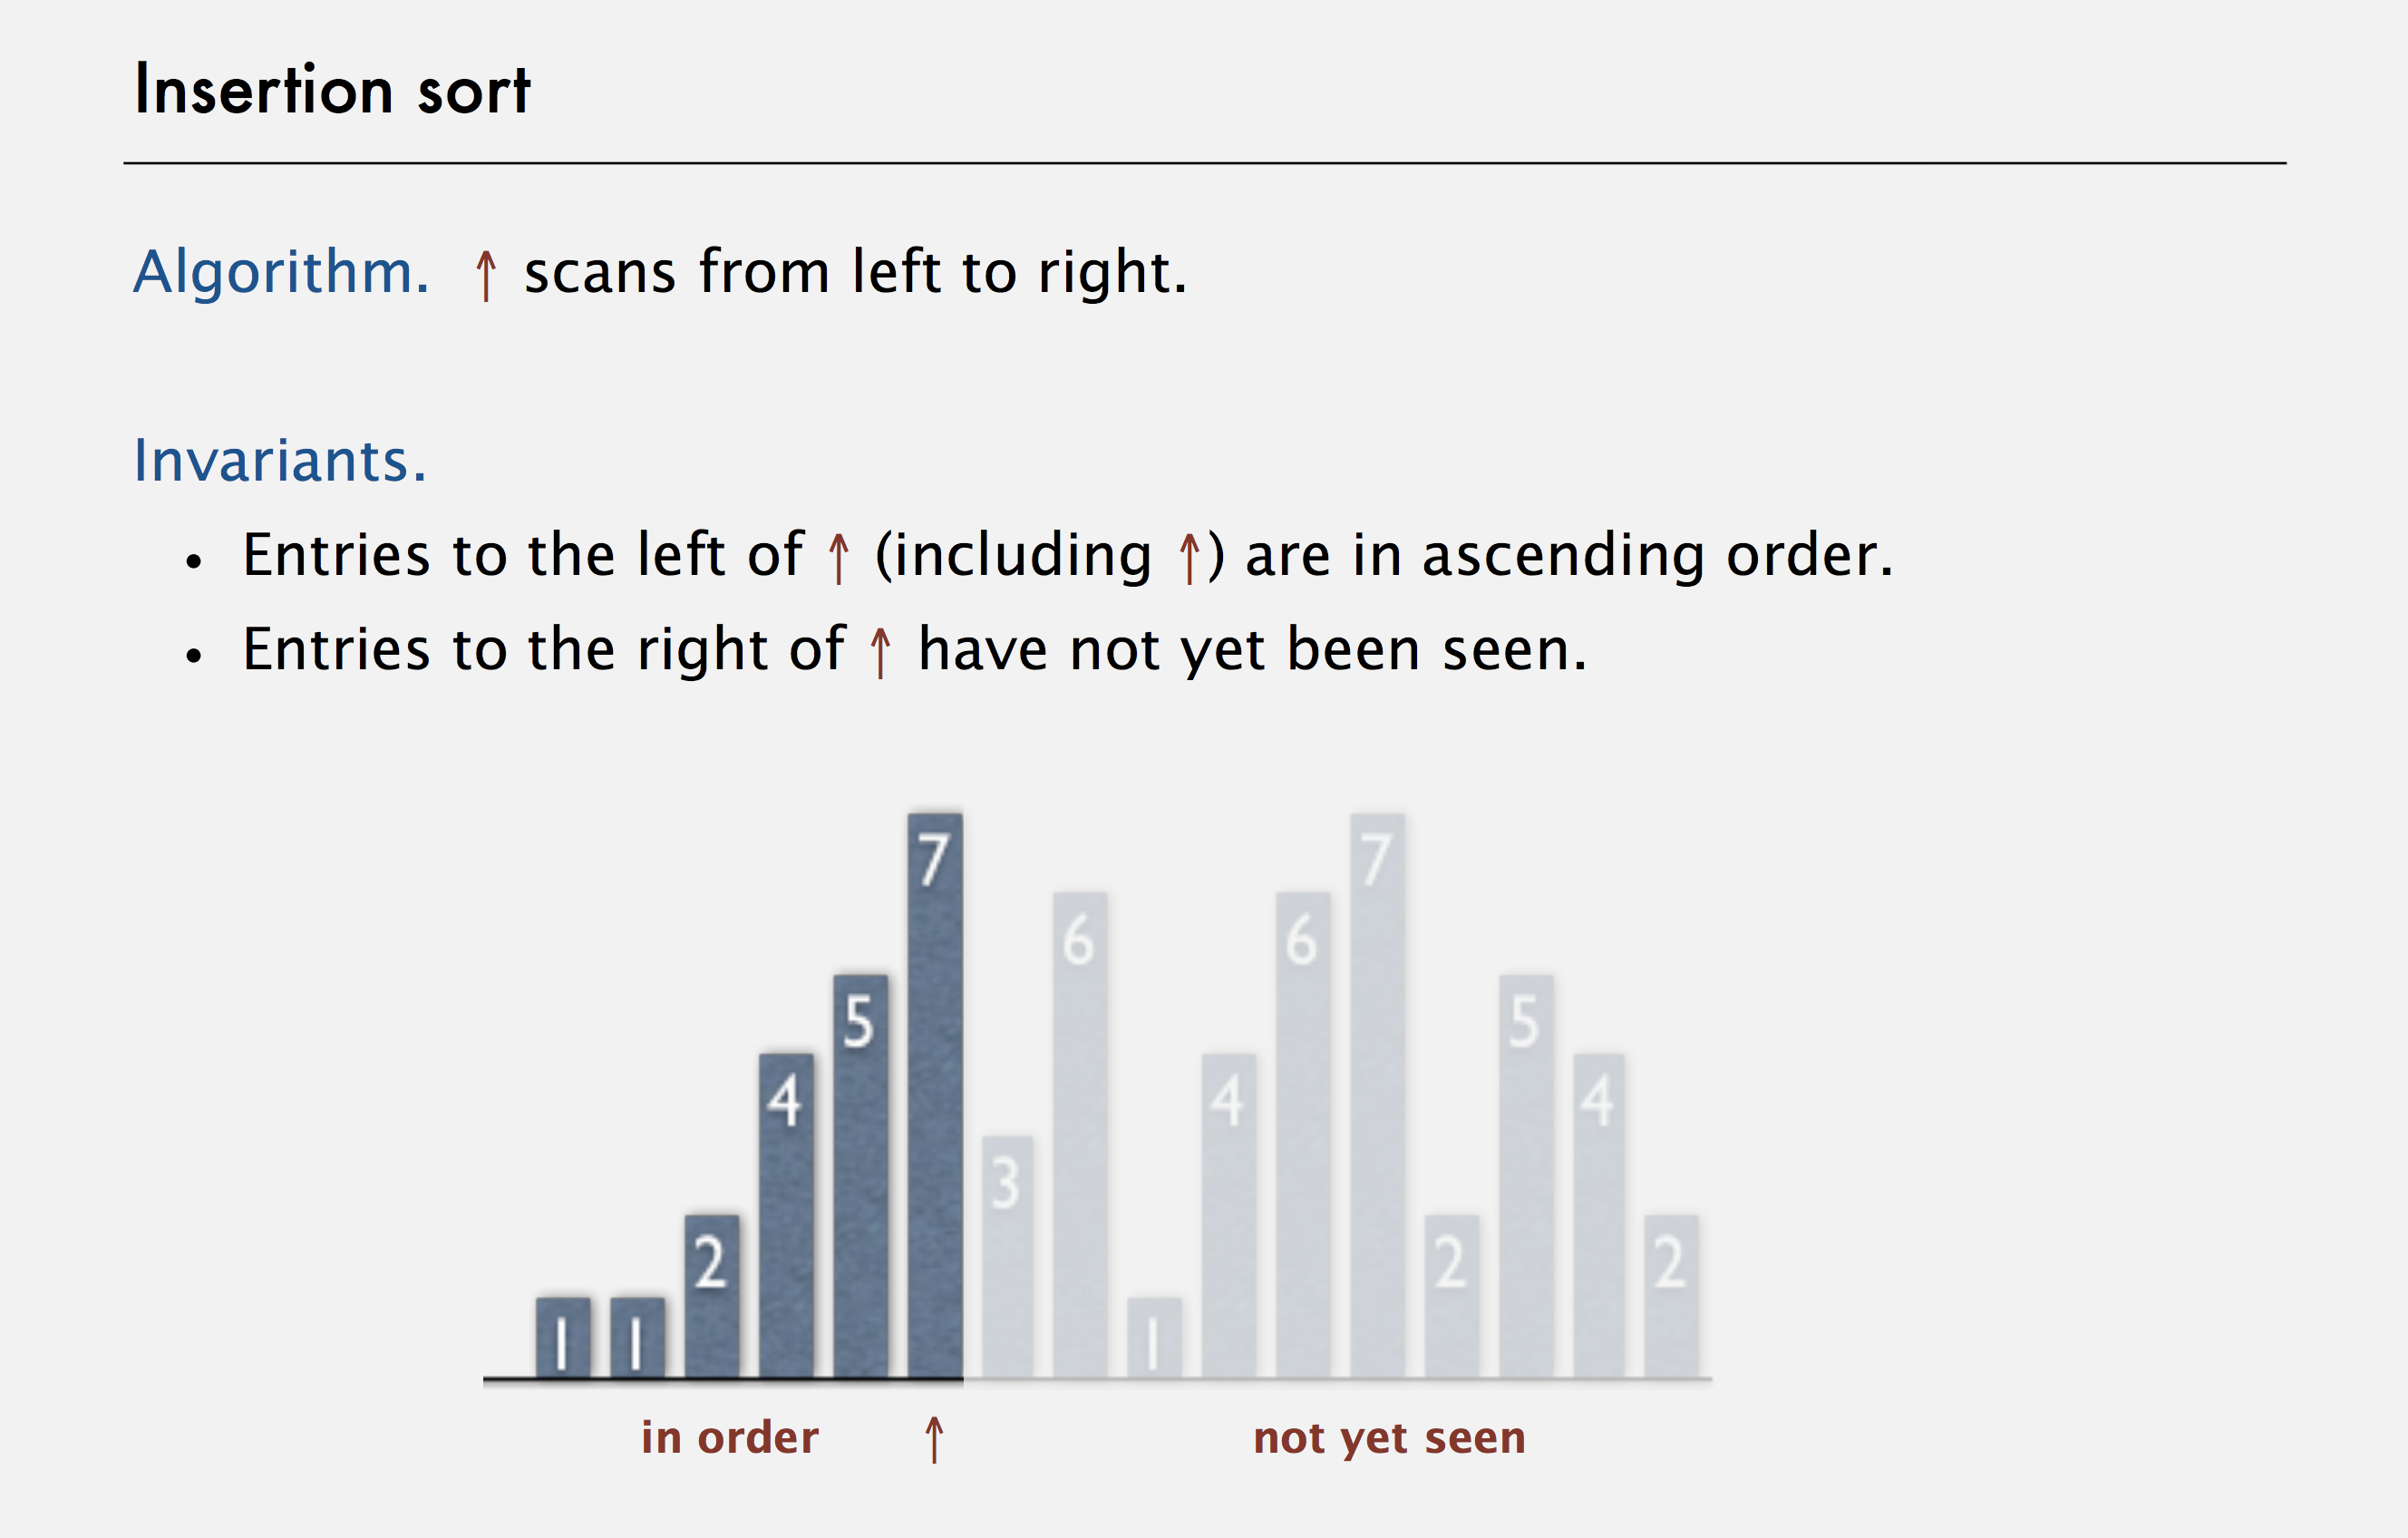 Insertion sort
Algorithm. ↑ scans from left to right.
Invariants.
• Entries to the left of ↑ (including ↑) are in ascending order.
• Entries to the right of ↑ have not yet been seen.
1 1 2 4 5 7 3 6 1 4 6 7 2 5 4 2
in order ↑ not yet seen